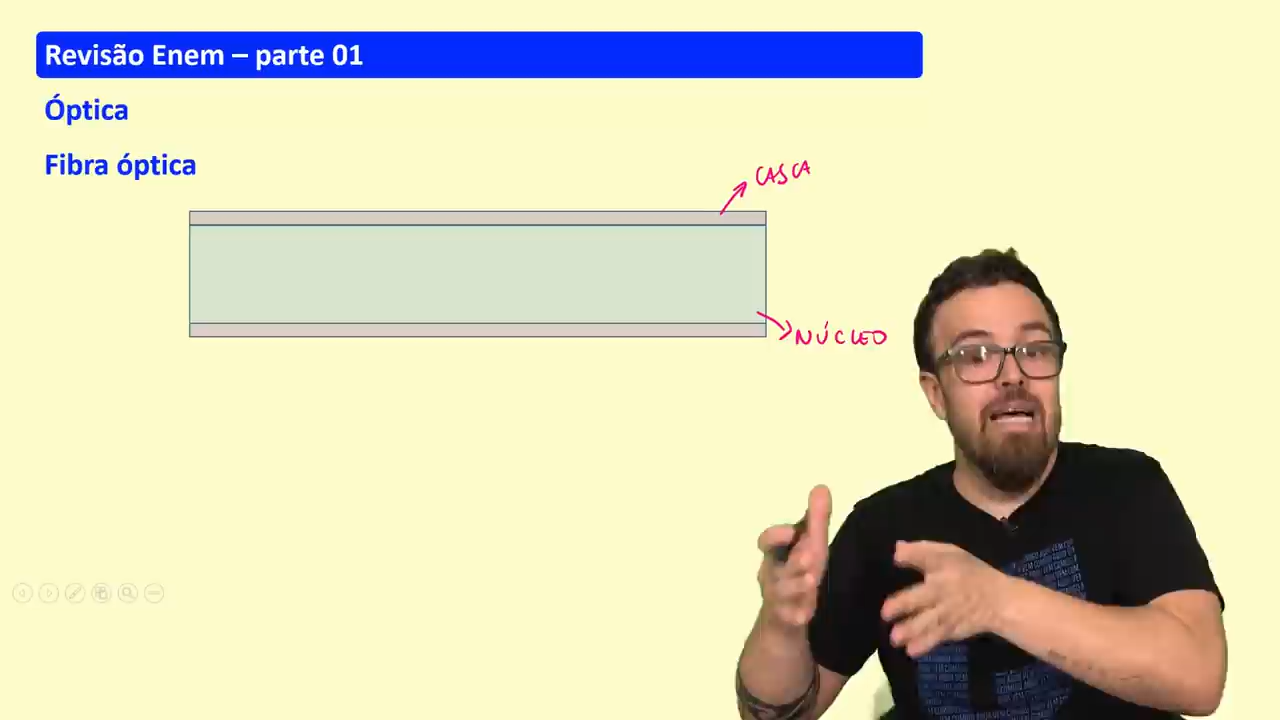 Revisão Enem – parte 01
Óptica
Fibra óptica
CASCA
NÚCLEO